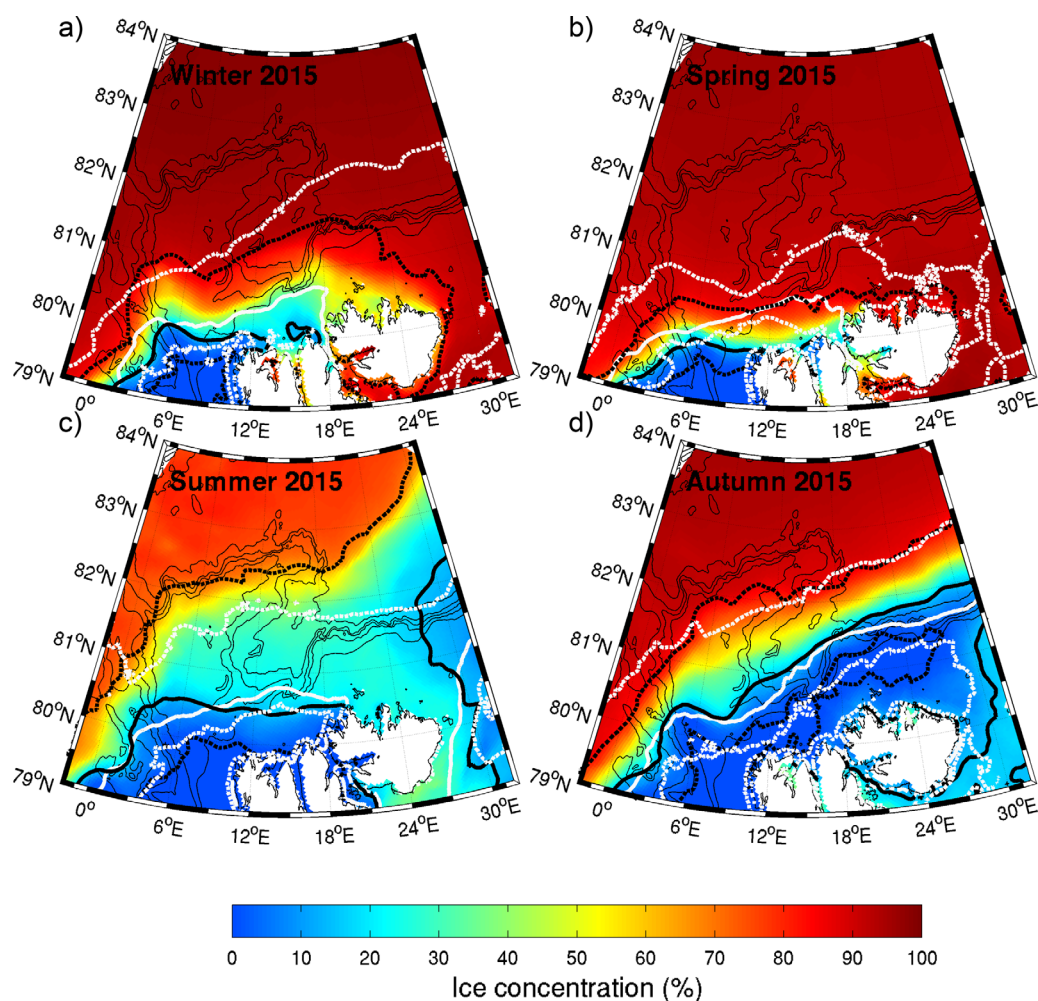 a)
84°N
Winter 2015
83°N
82°N
81°N
80°N
79°N
0°
6°E
12°E
18°E
24°E
30°E
b)
84°N
Spring 2015
83°N
82°N
81°N
80°N
79°N
0°
6°E
12°E
18°E
24°E
30°E
c)
84°N
Summer 2015
83°N
82°N
81°N
80°N
79°N
0°
6°E
12°E
18°E
24°E
30°E
d)
84°N
Autumn 2015
83°N
82°N
81°N
80°N
79°N
0°
6°E
12°E
18°E
24°E
30°E
0 10 20 30 40 50 60 70 80 90 100
Ice concentration (%)